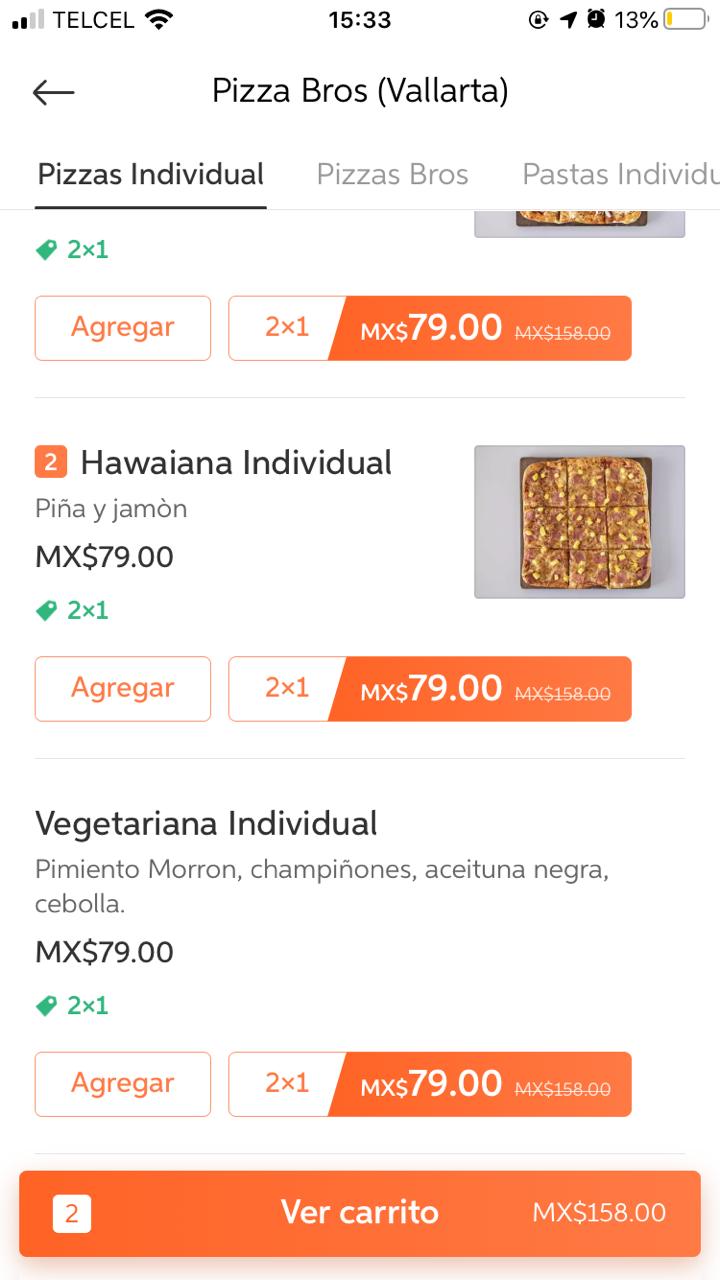 TELCEL 15:33 13%
Pizza Bros (Vallarta)
Pizzas Individual Pizzas Bros Pastas Individu
2×1
Agregar 2×1 MX$79.00 MX$158.00
2 Hawaiana Individual
Piña y jamòn
MX$79.00
2×1
Agregar 2×1 MX$79.00 MX$158.00
Vegetariana Individual
Pimiento Morron, champiñones, aceituna negra,
cebolla.
MX$79.00
2×1
Agregar 2×1 MX$79.00 MX$158.00
2 Ver carrito MX$158.00